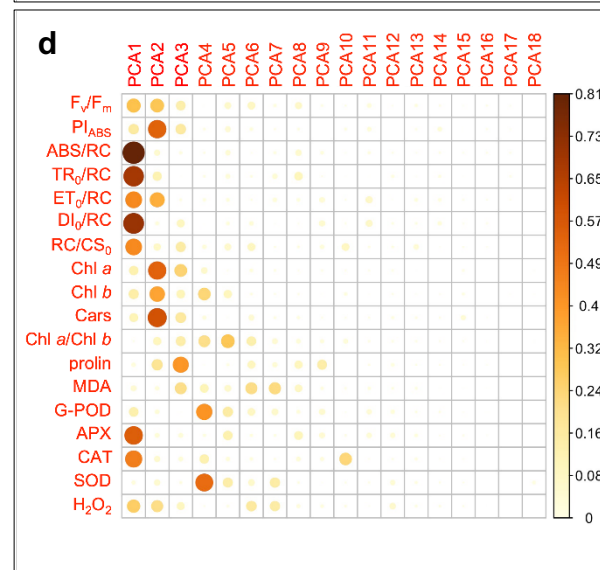 d
PCA1 PCA2 PCA3 PCA4 PCA5 PCA6 PCA7 PCA8 PCA9 PCA10 PCA11 PCA12 PCA13 PCA14 PCA15 PCA16 PCA17 PCA18
Fᵥ/Fₘ
PI_ABS
ABS/RC
TR₀/RC
ET₀/RC
DI₀/RC
RC/CS₀
Chl a
Chl b
Cars
Chl a/Chl b
prolin
MDA
G-POD
APX
CAT
SOD
H₂O₂
0.81
0.73
0.65
0.57
0.49
0.4
0.32
0.24
0.16
0.08
0